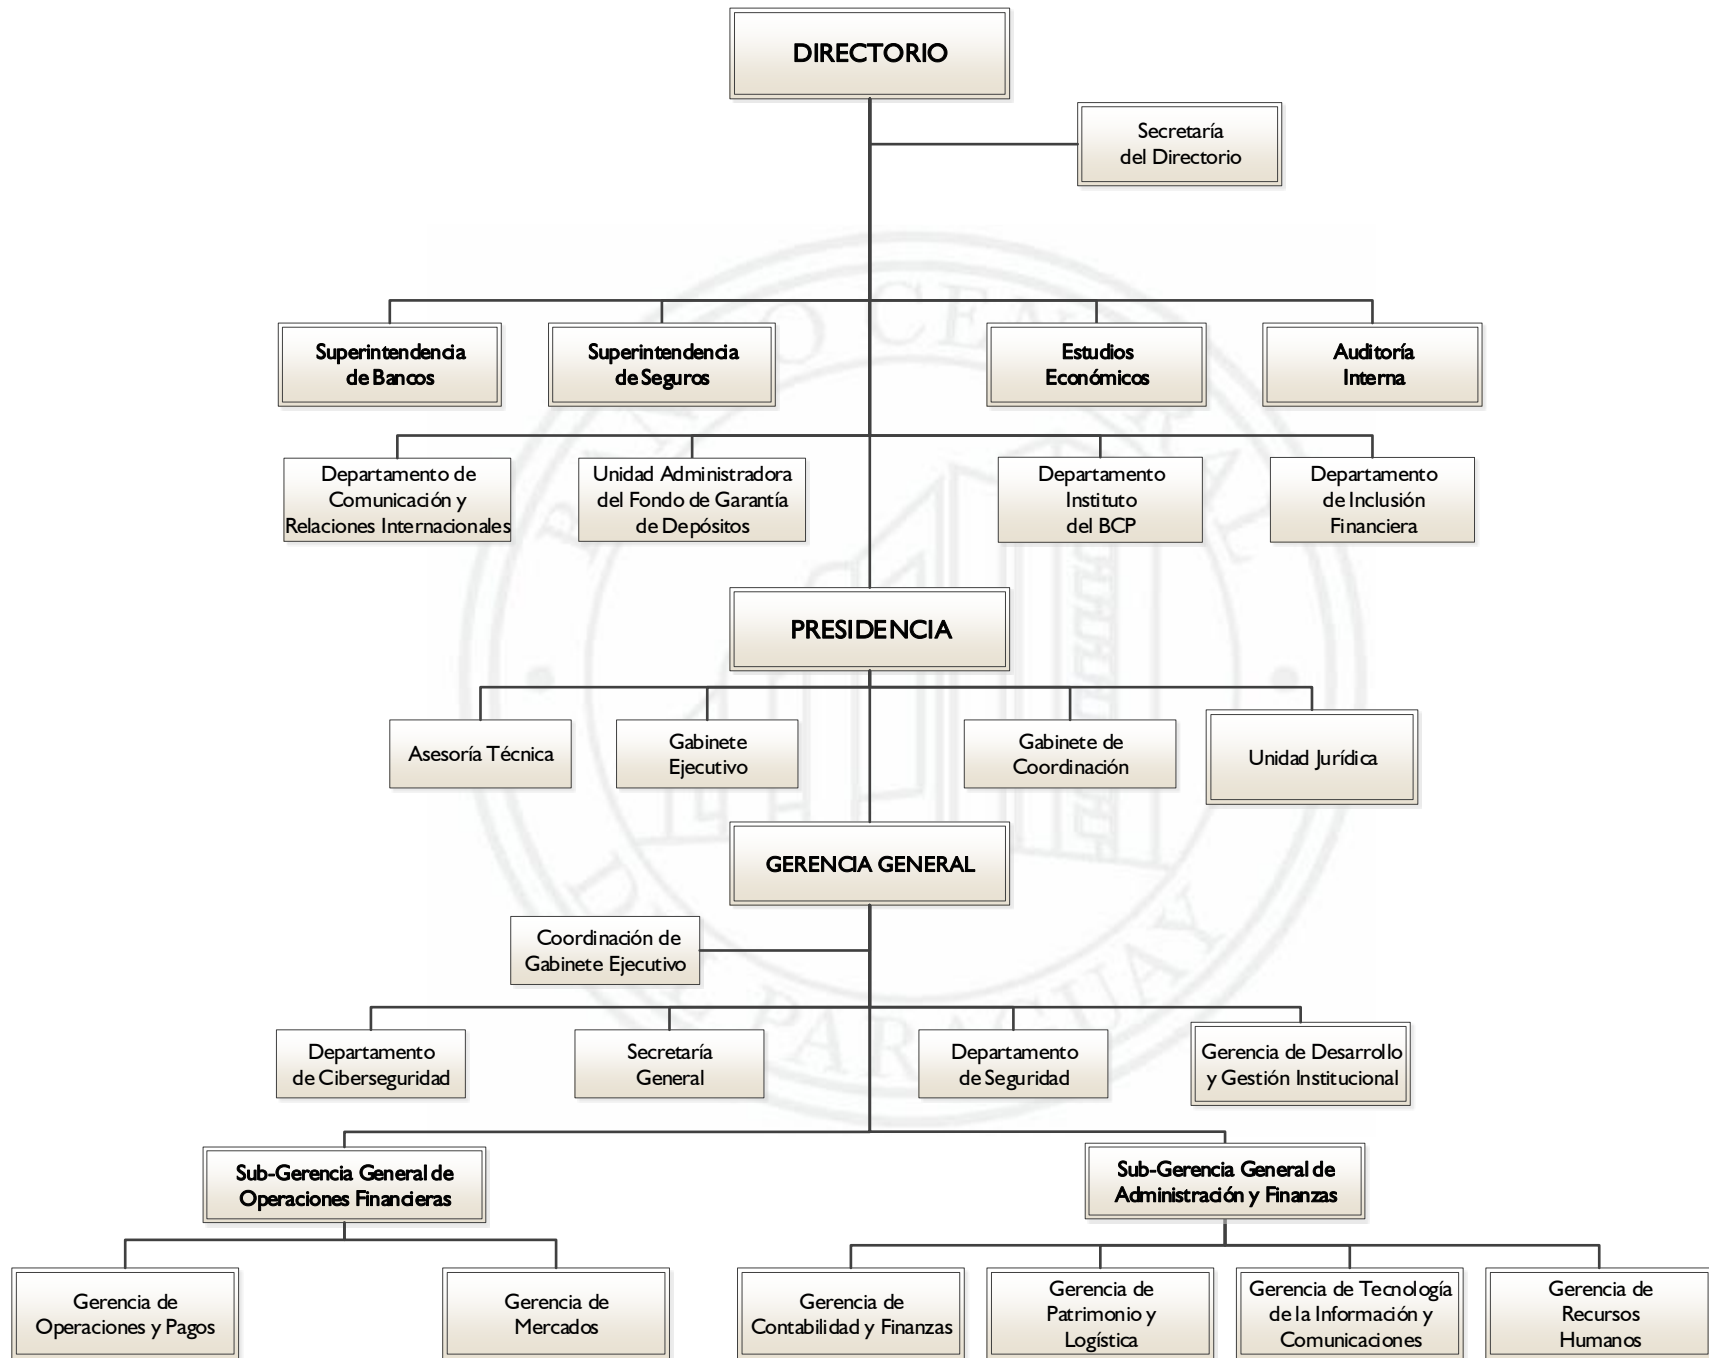 DIRECTORIO
Secretaría
del Directorio
Superintendencia
de Bancos
Superintendencia
de Seguros
Estudios
Económicos
Auditoría
Interna
Departamento de
Comunicación y
Relaciones Internacionales
Unidad Administradora
del Fondo de Garantía
de Depósitos
Departamento
Instituto
del BCP
Departamento
de Inclusión
Financiera
PRESIDENCIA
Asesoría Técnica
Gabinete
Ejecutivo
Gabinete de
Coordinación
Unidad Jurídica
GERENCIA GENERAL
Coordinación de
Gabinete Ejecutivo
Departamento
de Ciberseguridad
Secretaría
General
Departamento
de Seguridad
Gerencia de Desarrollo
y Gestión Institucional
Sub-Gerencia General de
Operaciones Financieras
Sub-Gerencia General de
Administración y Finanzas
Gerencia de
Operaciones y Pagos
Gerencia de
Mercados
Gerencia de
Contabilidad y Finanzas
Gerencia de
Patrimonio y
Logística
Gerencia de Tecnología
de la Información y
Comunicaciones
Gerencia de
Recursos
Humanos
BANCO CENTRAL
DEL PARAGUAY